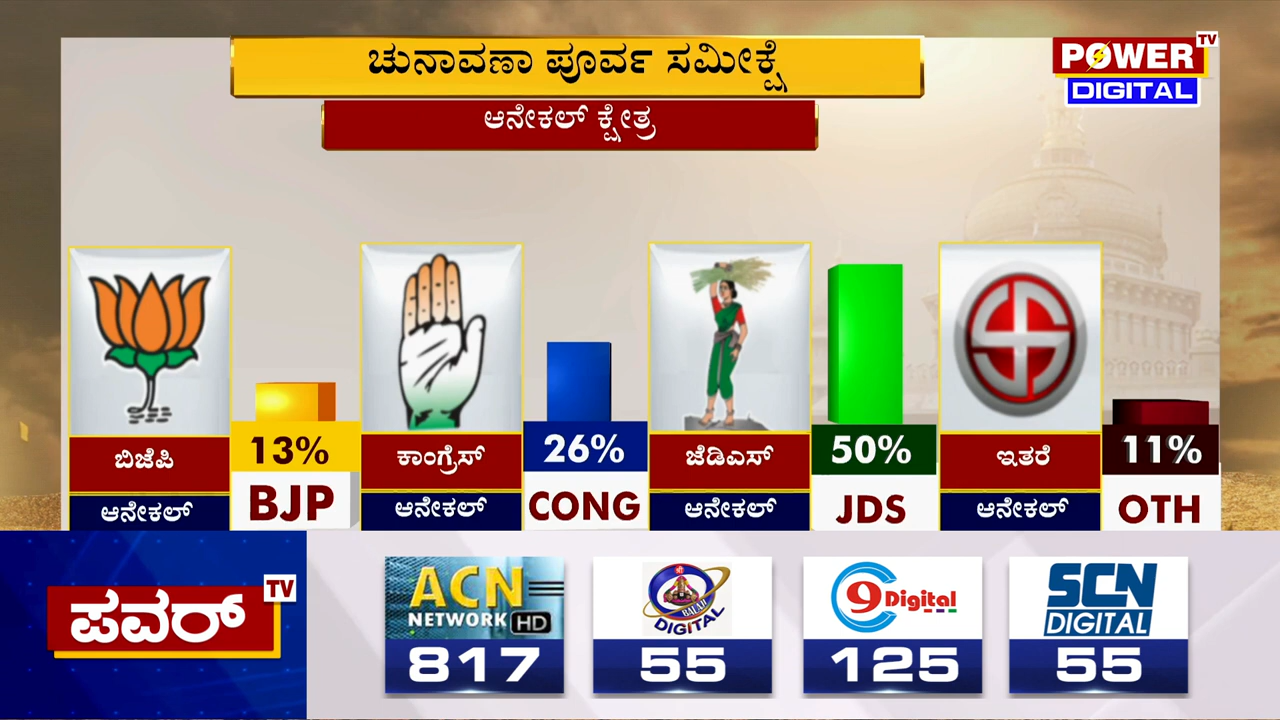 ಚುನಾವಣಾ ಪೂರ್ವ ಸಮೀಕ್ಷೆ
POWER TV
DIGITAL
ಆನೇಕಲ್ ಕ್ಷೇತ್ರ
ಬಿಜೆಪಿ
ಆನೇಕಲ್
13%
BJP
ಕಾಂಗ್ರೆಸ್
ಆನೇಕಲ್
26%
CONG
ಜೆಡಿಎಸ್
ಆನೇಕಲ್
50%
JDS
ಇತರೆ
ಆನೇಕಲ್
11%
OTH
ಪವರ್ TV
ACN
NETWORK HD
817
BALAJI
DIGITAL
55
9 Digital
125
SCN
DIGITAL
55